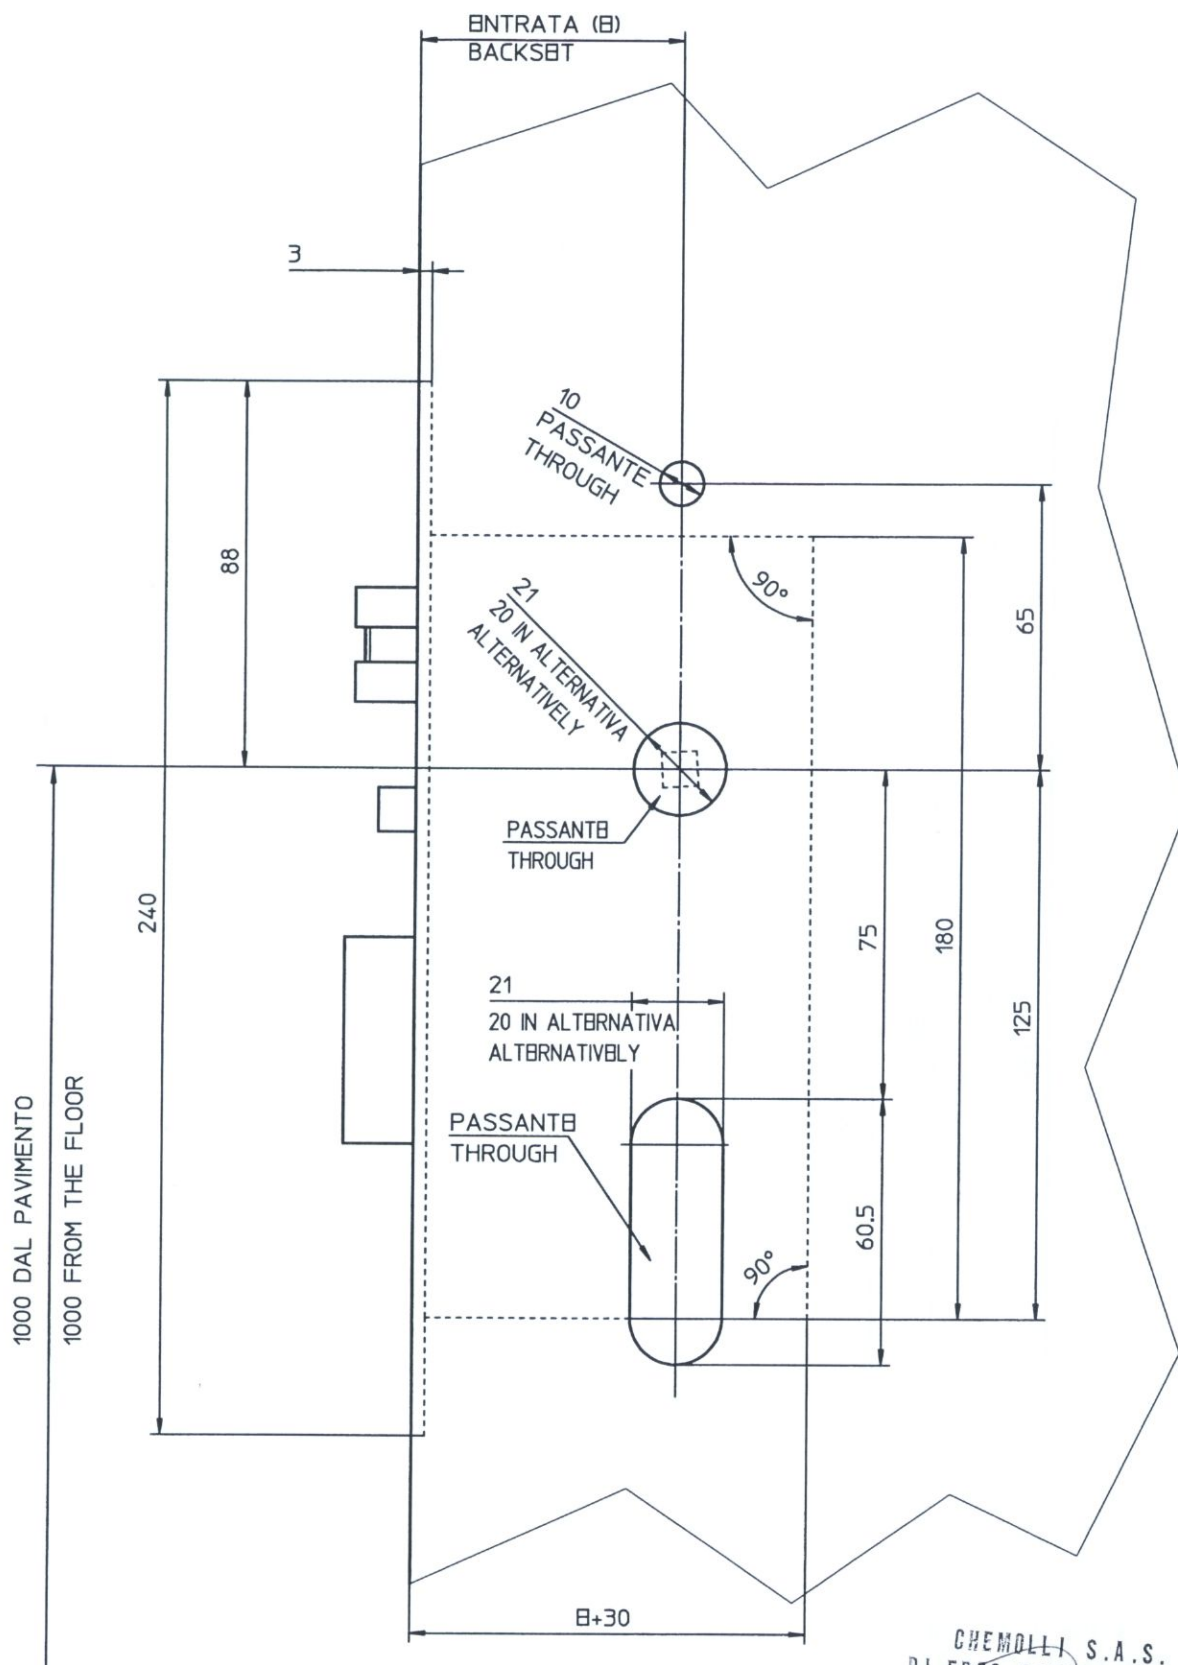 ENTRATA (E)
BACKSET
3
10
PASSANTE
THROUGH
88
90°
65
21
20 IN ALTERNATIVA
ALTERNATIVELY
PASSANTE
THROUGH
240
75
180
125
21
20 IN ALTERNATIVA
ALTERNATIVELY
PASSANTE
THROUGH
60.5
90°
1000 DAL PAVIMENTO
1000 FROM THE FLOOR
E+30
CHEMOLLI S.A.S.